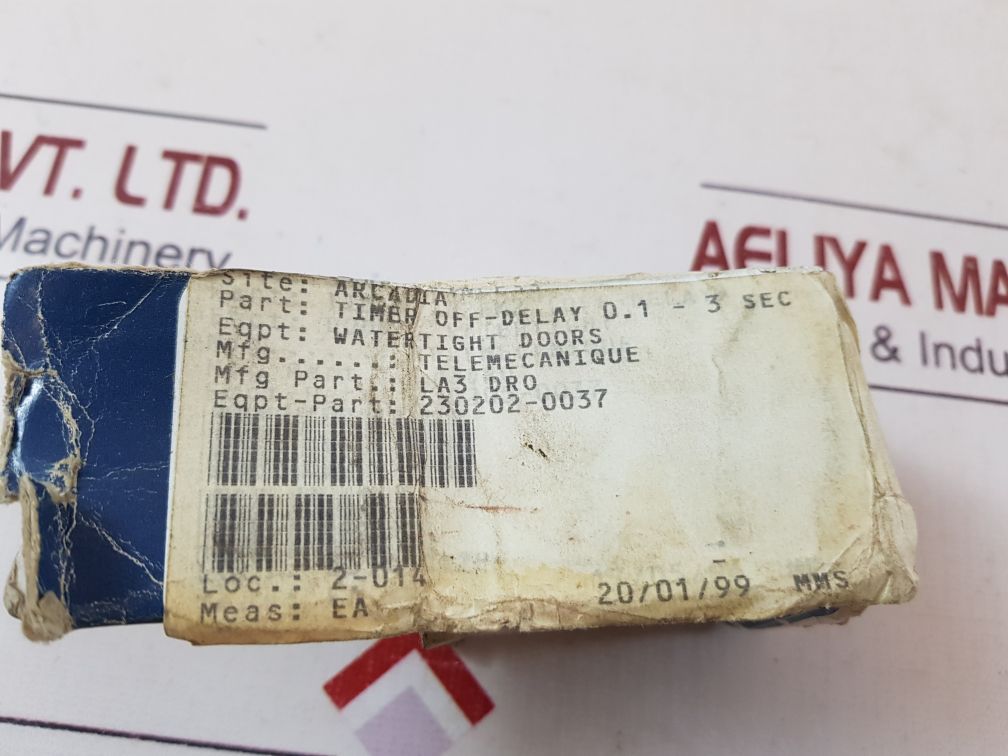 VT. LTD.
Machinery
AELIYA MA
& Indu
Site: ARCADIA
Part: TIMER OFF-DELAY 0.1 - 3 SEC
Eqpt: WATERTIGHT DOORS
Mfg......: TELEMECANIQUE
Mfg Part.: LA3 DRO
Eqpt-Part: 230202-0037
Loc.: 2-014
Meas: EA
20/01/99 MMS